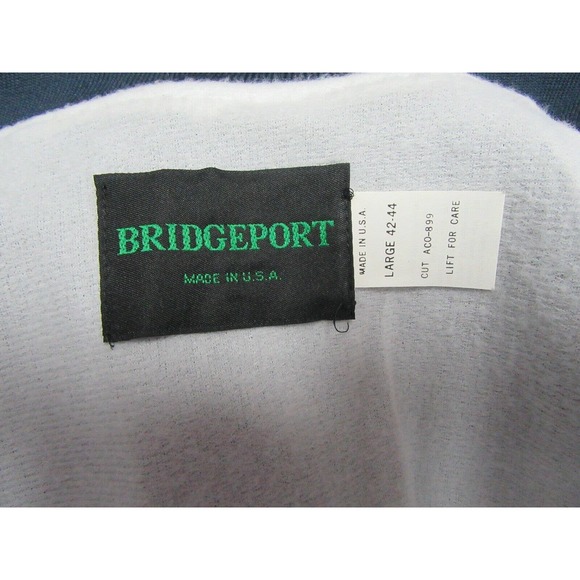 BRIDGEPORT
MADE IN U.S.A.
MADE IN U.S.A.
LARGE 42-44
CUT ACO-899
LIFT FOR CARE